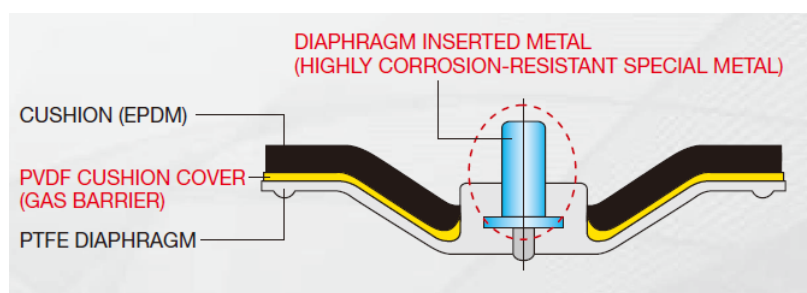 DIAPHRAGM INSERTED METAL
(HIGHLY CORROSION-RESISTANT SPECIAL METAL)
CUSHION (EPDM)
PVDF CUSHION COVER
(GAS BARRIER)
PTFE DIAPHRAGM